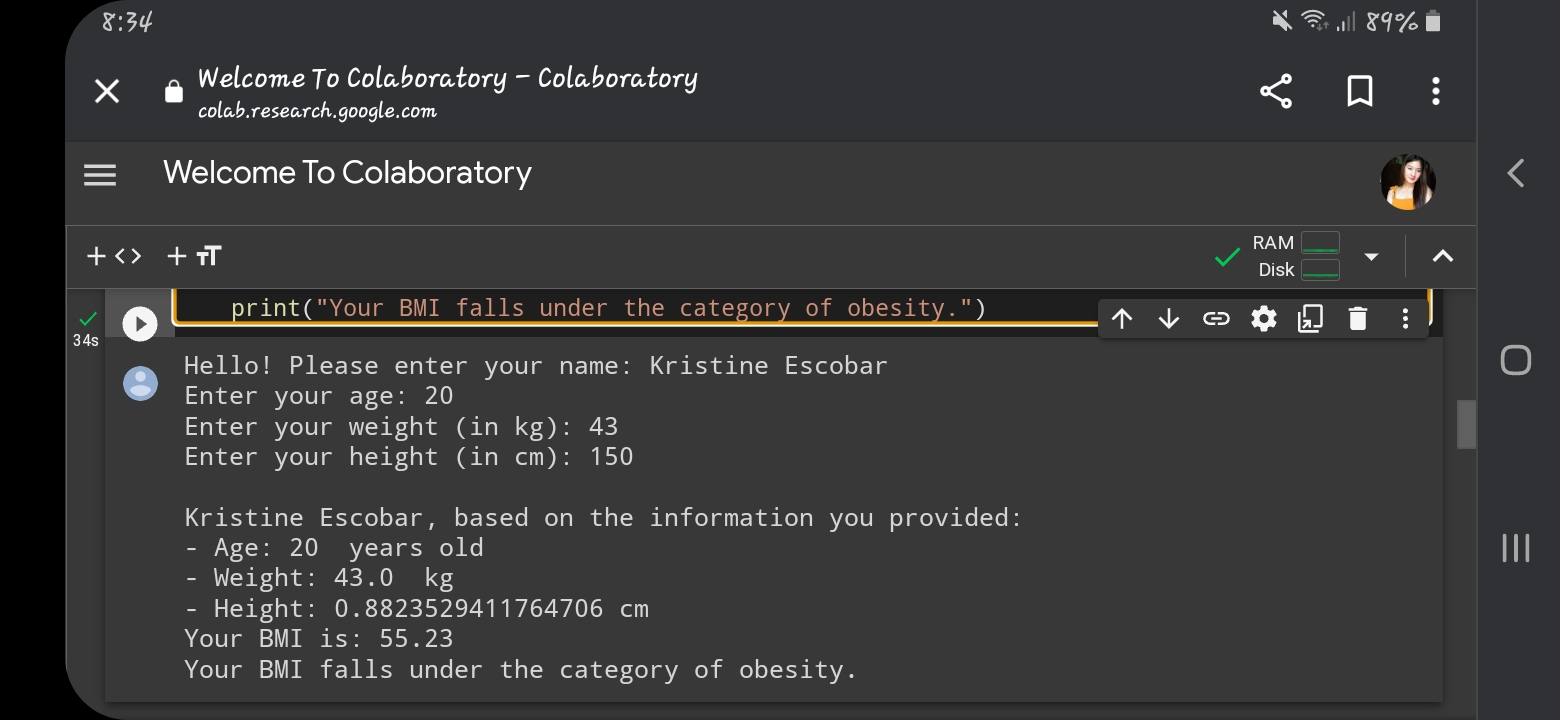 8:34
89%
Welcome To Colaboratory – Colaboratory
colab.research.google.com
Welcome To Colaboratory
RAM
Disk
print("Your BMI falls under the category of obesity.")
34s
Hello! Please enter your name: Kristine Escobar
Enter your age: 20
Enter your weight (in kg): 43
Enter your height (in cm): 150
Kristine Escobar, based on the information you provided:
- Age: 20  years old
- Weight: 43.0  kg
- Height: 0.8823529411764706 cm
Your BMI is: 55.23
Your BMI falls under the category of obesity.